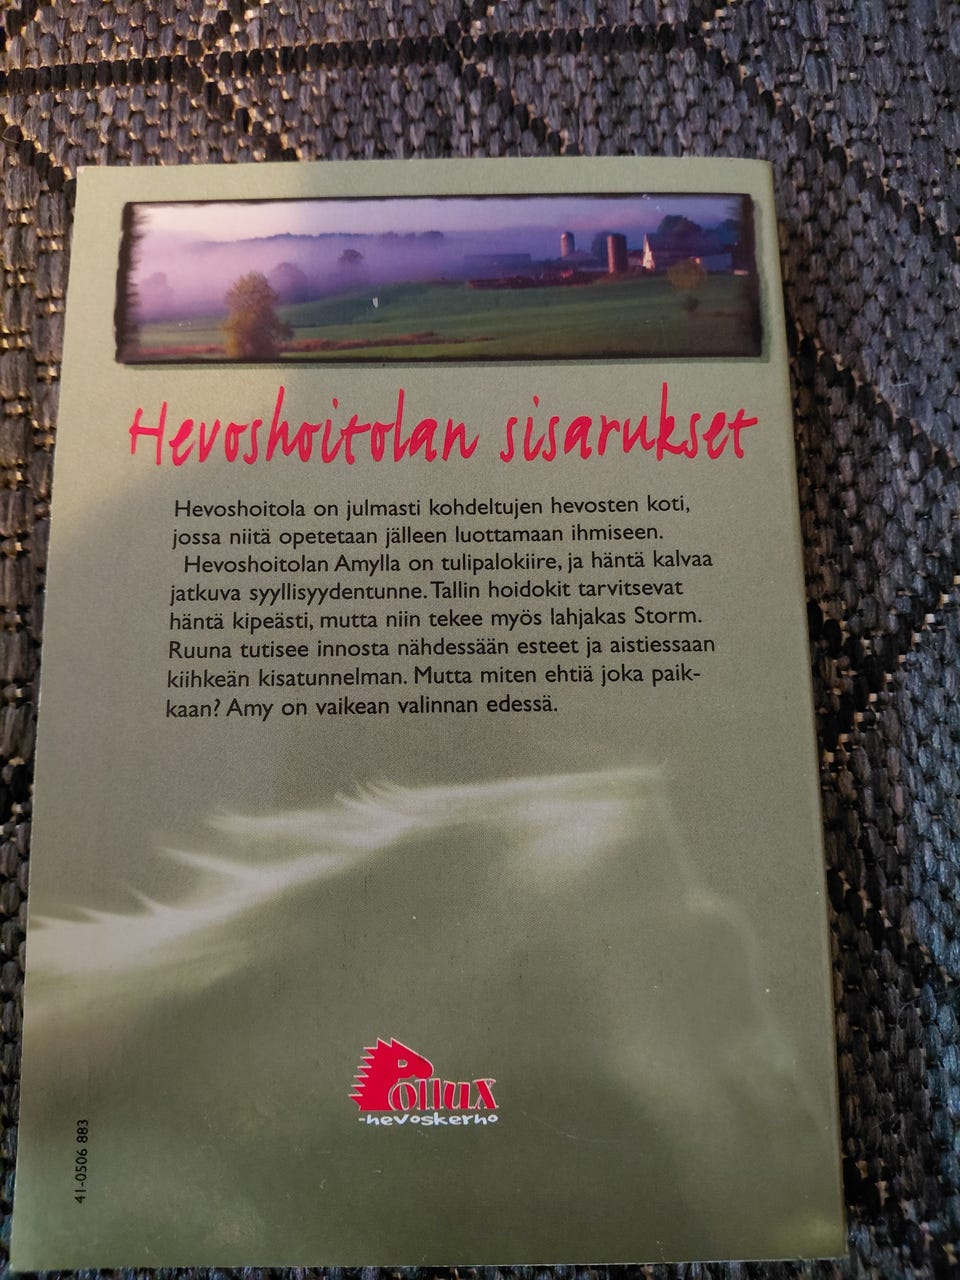 Hevoshoitolan sisarukset
Hevoshoitola on julmasti kohdeltujen hevosten koti,
jossa niitä opetetaan jälleen luottamaan ihmiseen.
Hevoshoitolan Amylla on tulipalokiire, ja häntä kalvaa
jatkuva syyllisyydentunne. Tallin hoidokit tarvitsevat
häntä kipeästi, mutta niin tekee myös lahjakas Storm.
Ruuna tutisee innosta nähdessään esteet ja aistiessaan
kiihkeän kisatunnelman. Mutta miten ehtiä joka paik-
kaan? Amy on vaikean valinnan edessä.
Pollux
-hevoskerho
41-0506 883